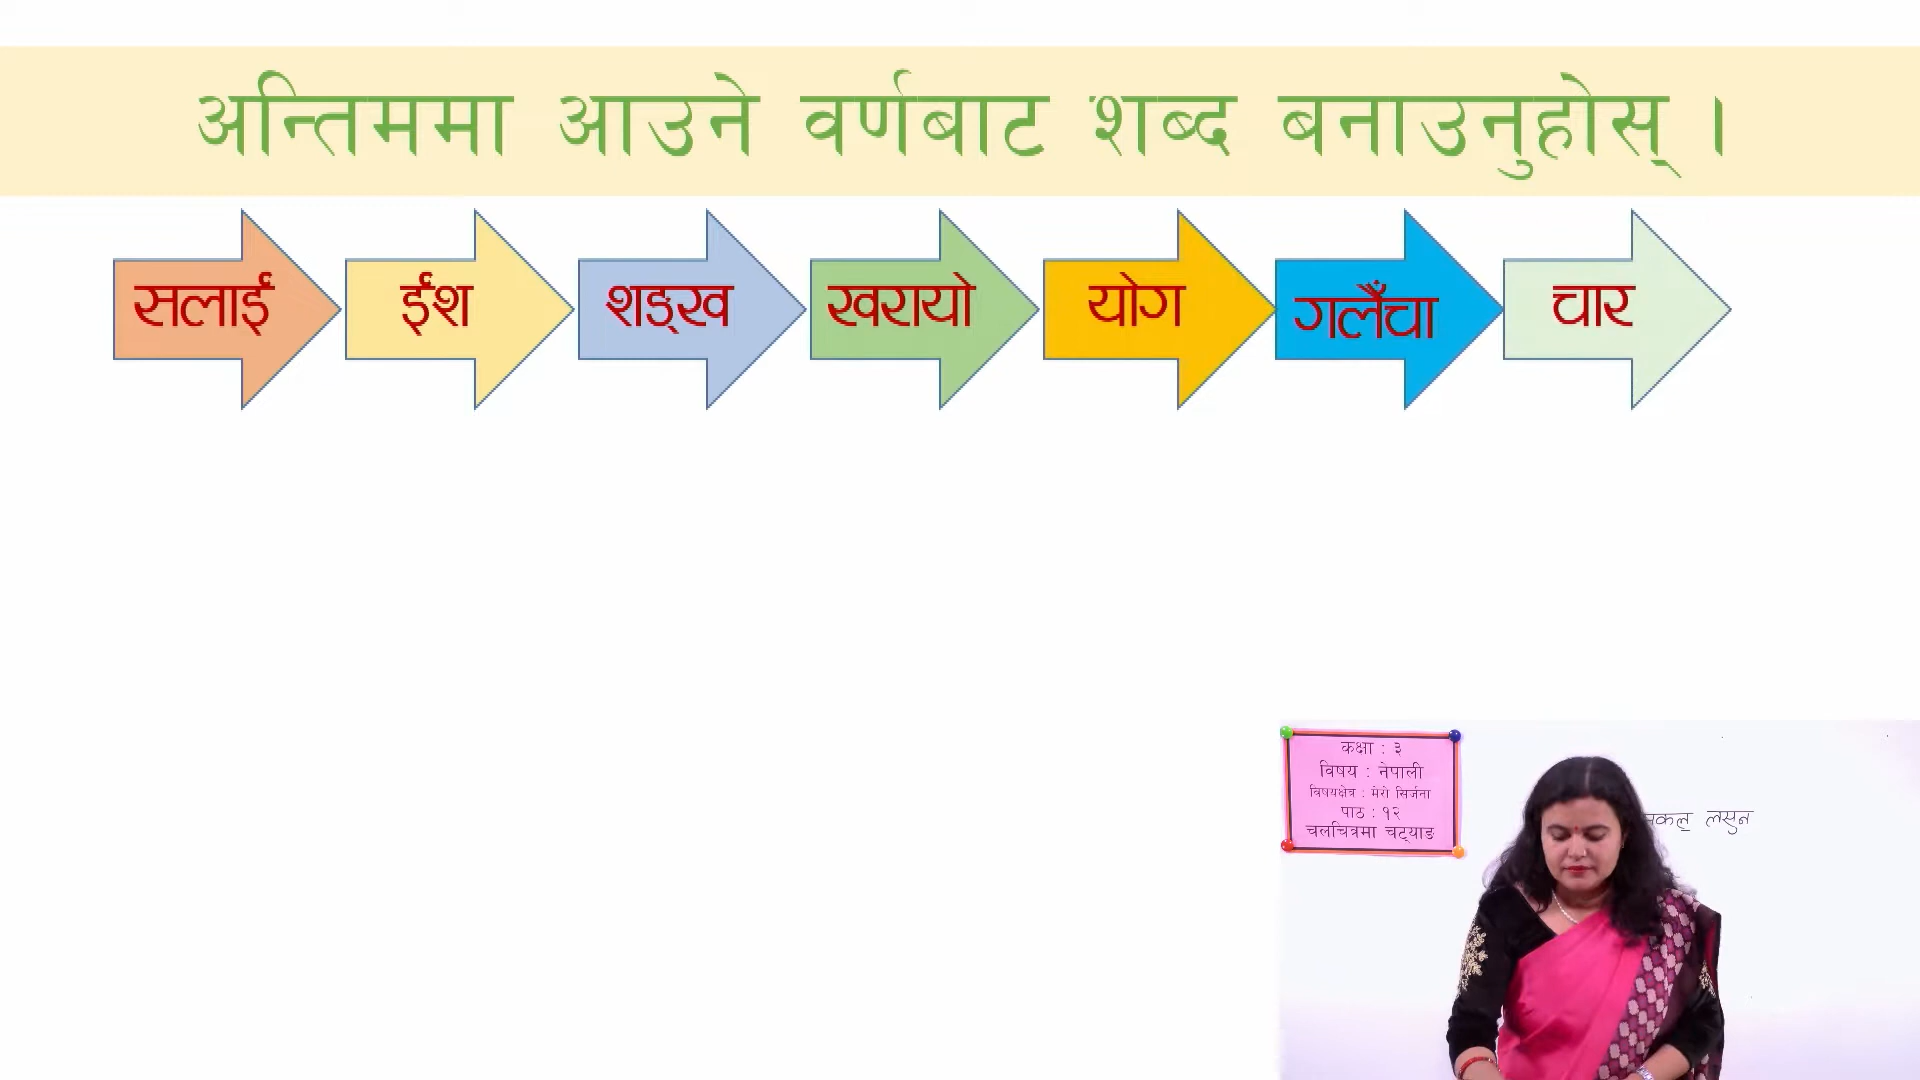 अन्तिममा आउने वर्णबाट शब्द बनाउनुहोस् ।
सलाई ईश शङ्ख खरायो योग गलैँचा चार
कक्षा : ३
विषय : नेपाली
विषयक्षेत्र : मेरो सिर्जना
पाठ : १२
चलचित्रमा चट्याङ
लसुन